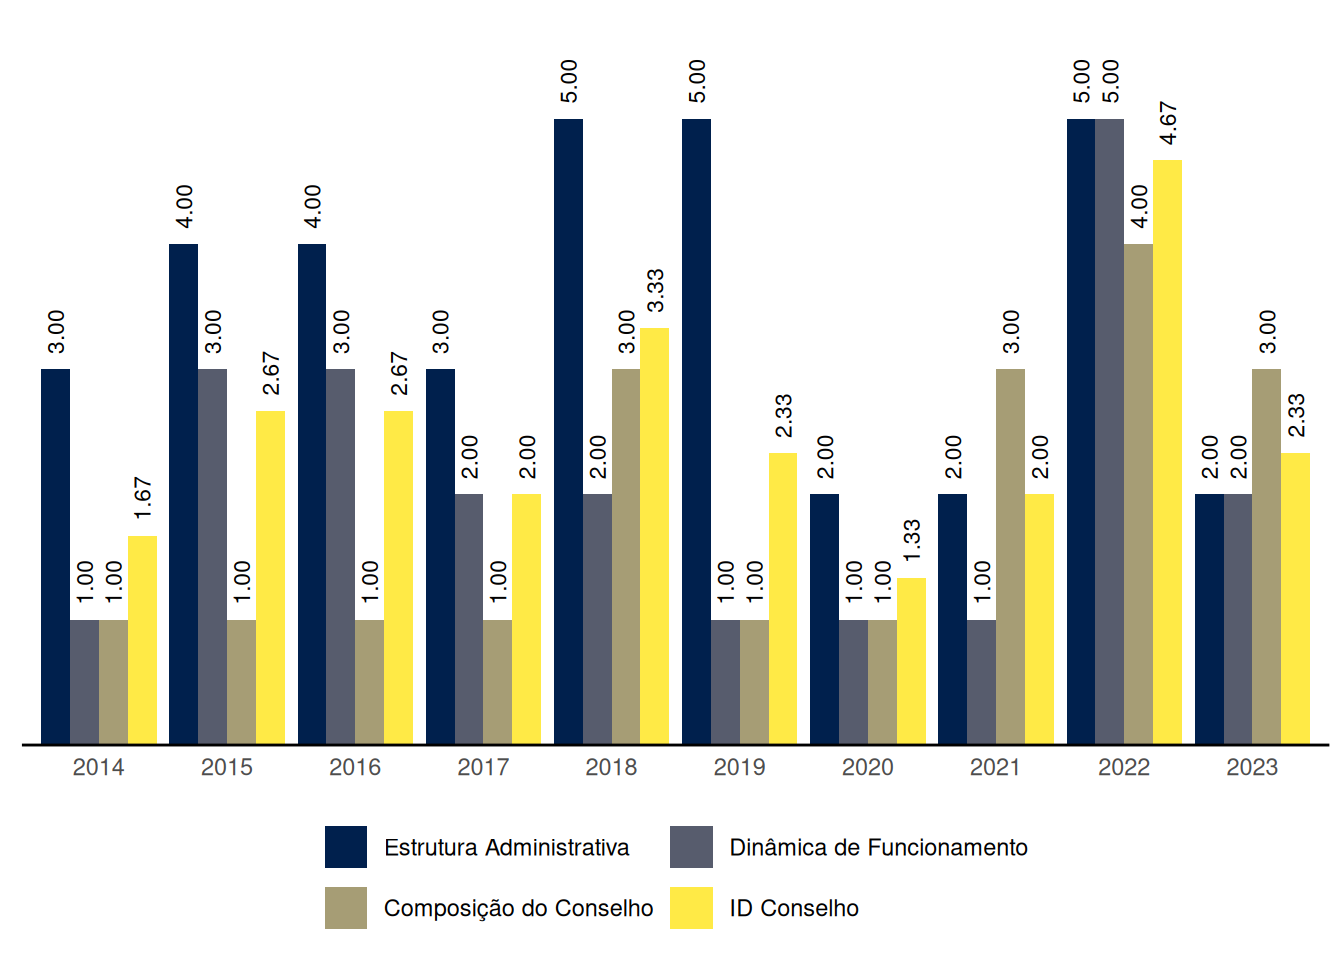 3.00 1.00 1.00 1.67
4.00 3.00 1.00 2.67
4.00 3.00 1.00 2.67
3.00 2.00 1.00 2.00
5.00 2.00 3.00 3.33
5.00 1.00 1.00 2.33
2.00 1.00 1.00 1.33
2.00 1.00 3.00 2.00
5.00 5.00 4.00 4.67
2.00 2.00 3.00 2.33
2014 2015 2016 2017 2018 2019 2020 2021 2022 2023
Estrutura Administrativa Dinâmica de Funcionamento
Composição do Conselho ID Conselho